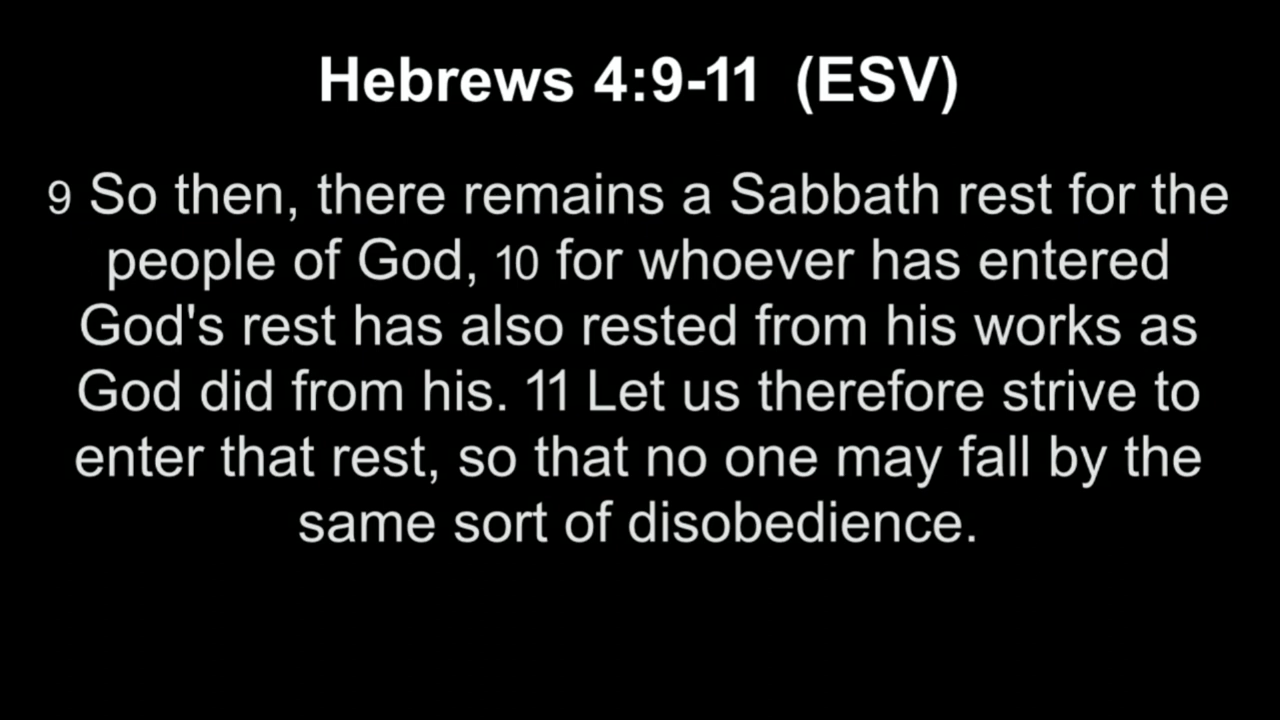 Hebrews 4:9-11  (ESV)
9 So then, there remains a Sabbath rest for the
people of God, 10 for whoever has entered
God's rest has also rested from his works as
God did from his. 11 Let us therefore strive to
enter that rest, so that no one may fall by the
same sort of disobedience.